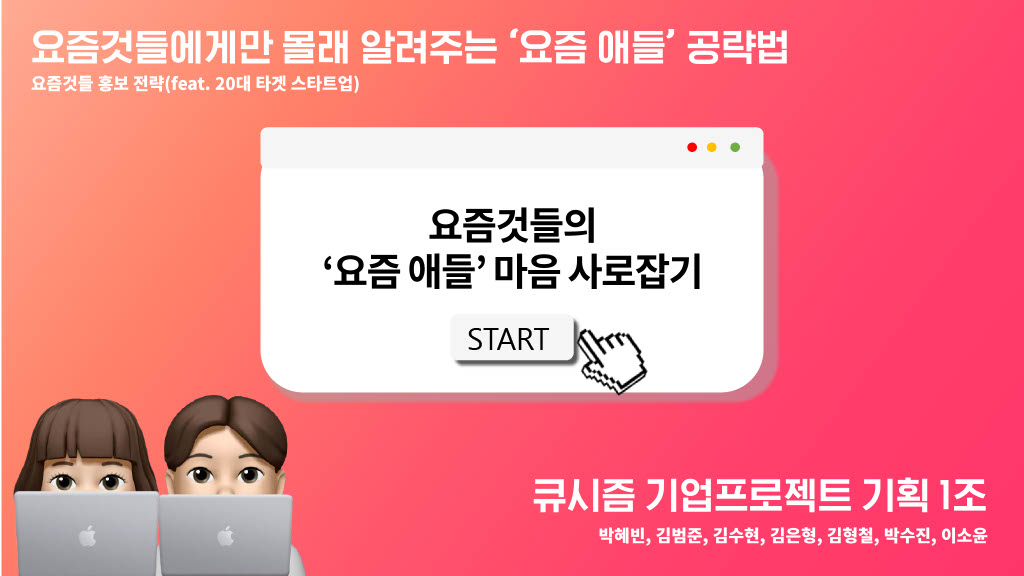 요즘것들에게만 몰래 알려주는 ‘요즘 애들’ 공략법
요즘것들 홍보 전략(feat. 20대 타겟 스타트업)
요즘것들의
‘요즘 애들’ 마음 사로잡기
START
큐시즘 기업프로젝트 기획 1조
박혜빈, 김범준, 김수현, 김은형, 김형철, 박수진, 이소윤